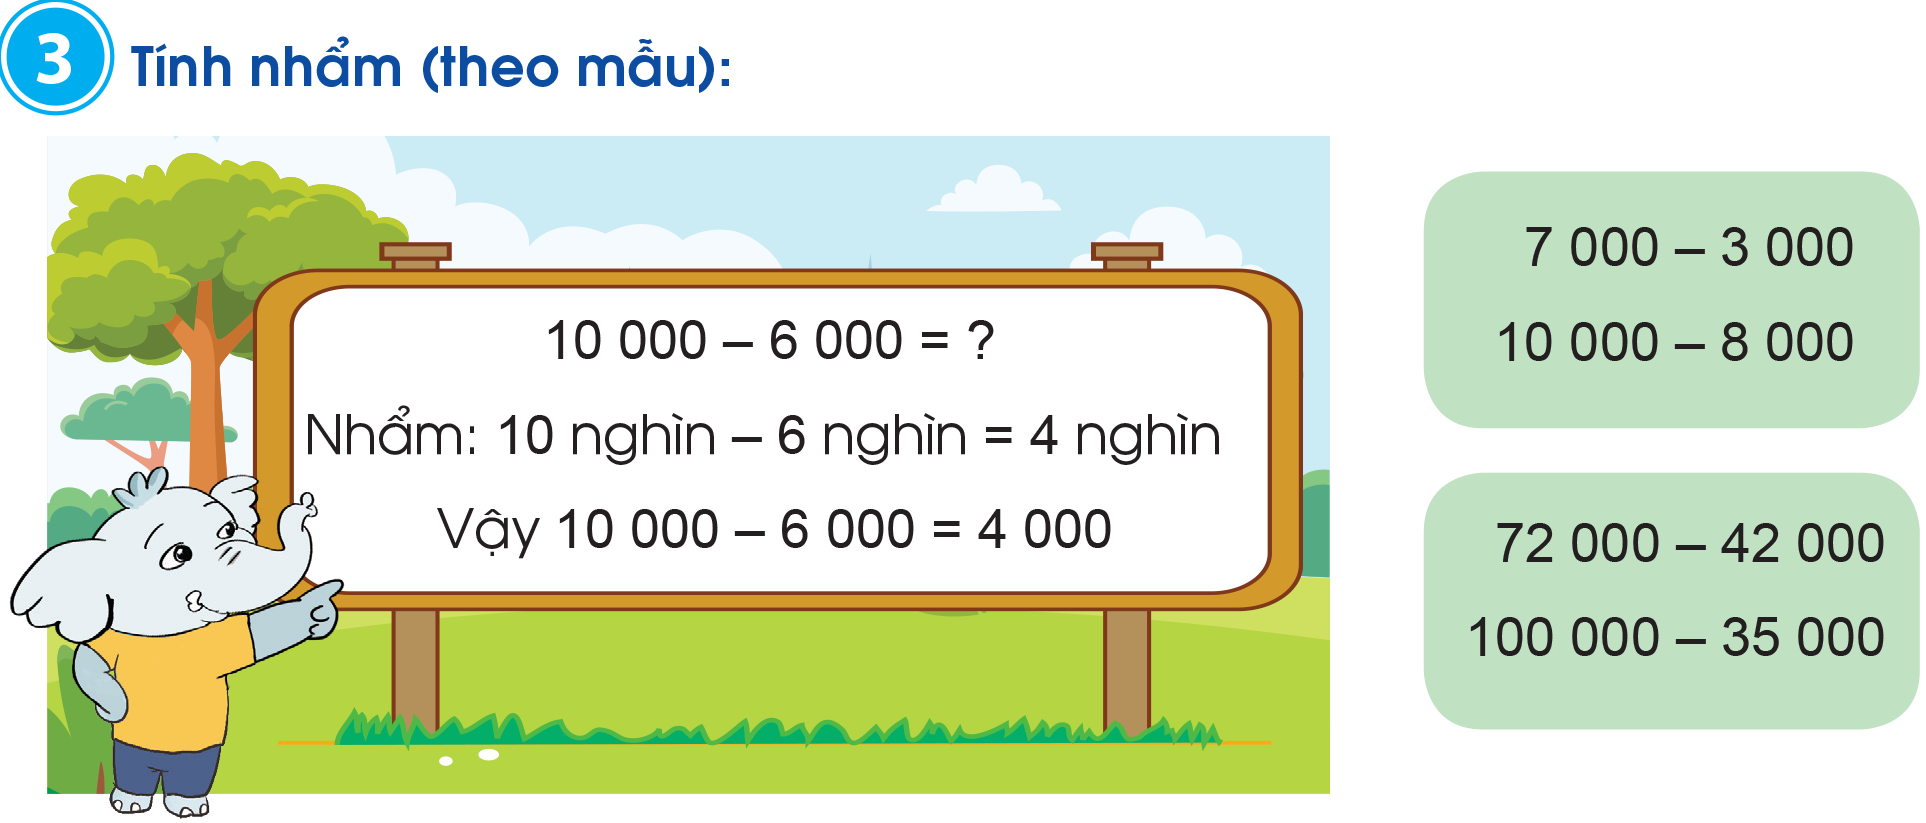 3
Tính nhẩm (theo mẫu):
10 000 – 6 000 = ?
Nhẩm: 10 nghìn – 6 nghìn = 4 nghìn
Vậy 10 000 – 6 000 = 4 000
7 000 – 3 000
10 000 – 8 000
72 000 – 42 000
100 000 – 35 000